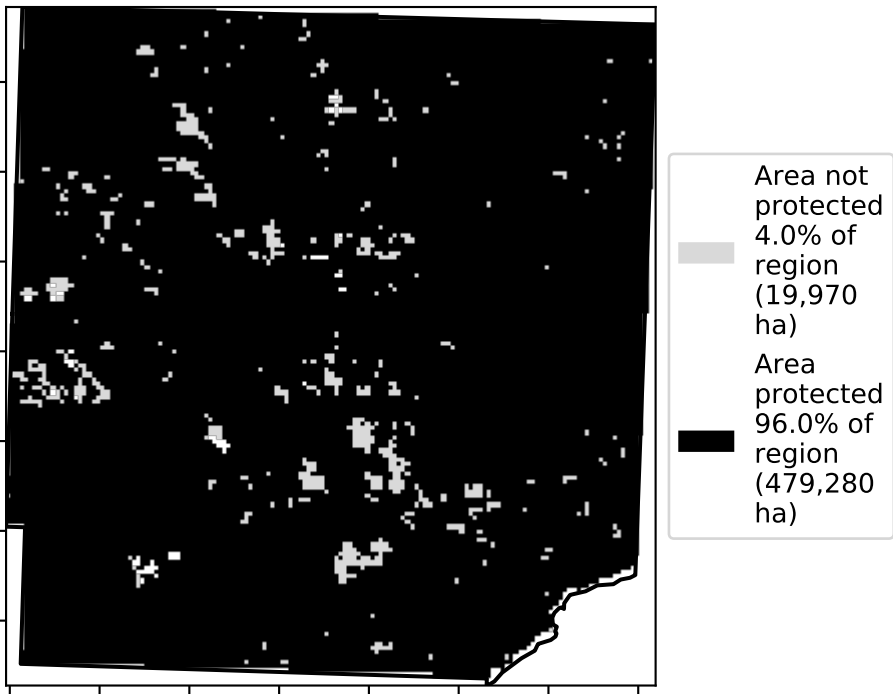 Area not
protected
4.0% of
region
(19,970
ha)
Area
protected
96.0% of
region
(479,280
ha)